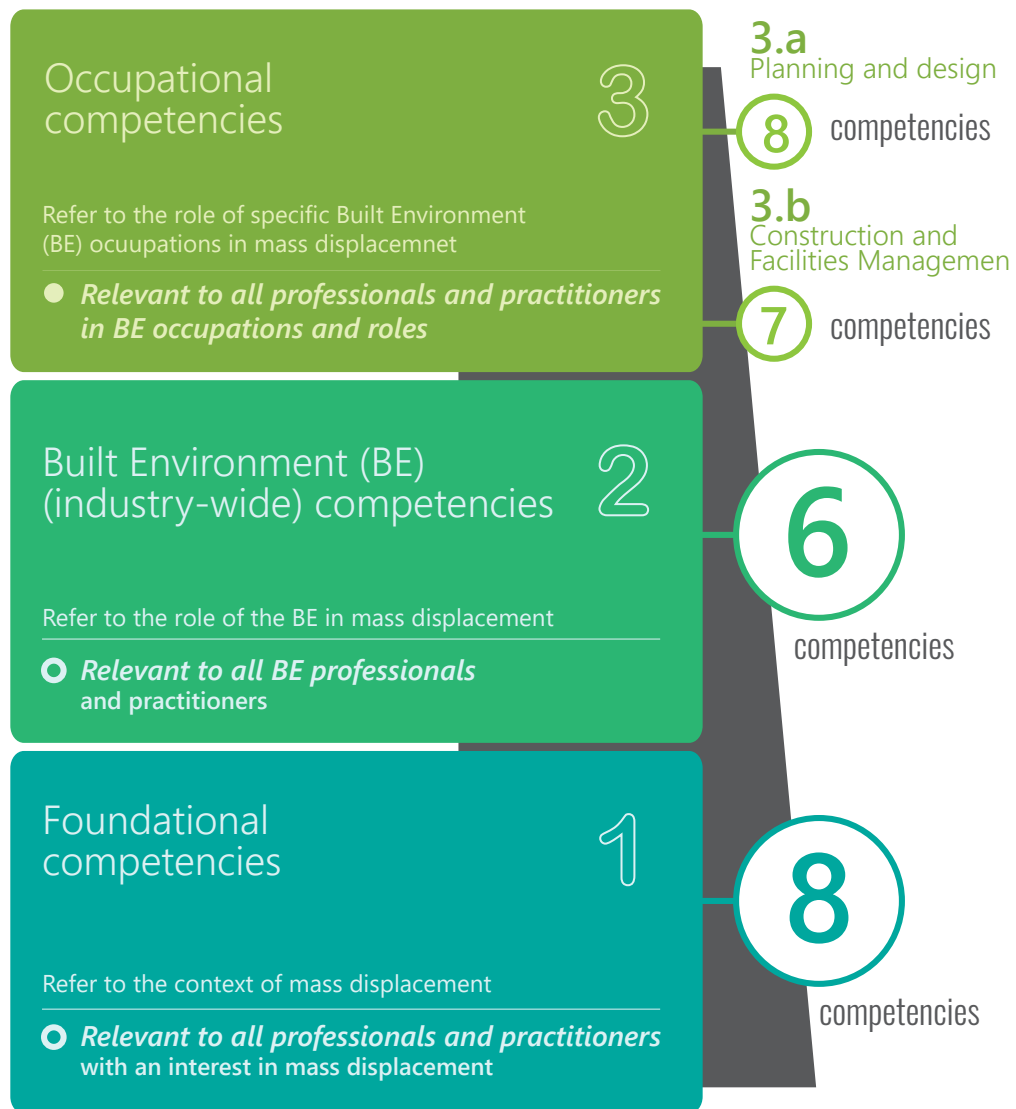 Occupational
competencies
3
Refer to the role of specific Built Environment
(BE) ocuupations in mass displacemnet
Relevant to all professionals and practitioners
in BE occupations and roles
3.a
Planning and design
8
competencies
3.b
Construction and
Facilities Managemen
7
competencies
Built Environment (BE)
(industry-wide) competencies
2
Refer to the role of the BE in mass displacement
Relevant to all BE professionals
and practitioners
6
competencies
Foundational
competencies
1
Refer to the context of mass displacement
Relevant to all professionals and practitioners
with an interest in mass displacement
8
competencies